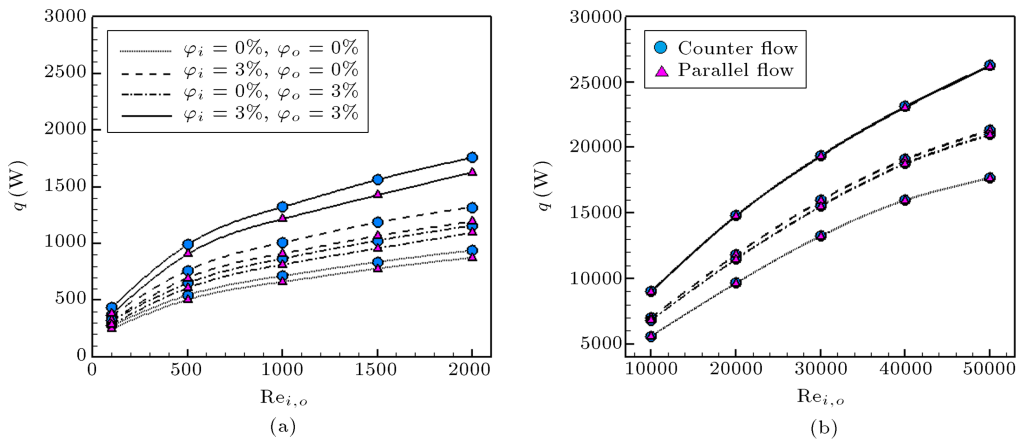 3000
2500
2000
1500
1000
500
0
q (W)
φi = 0%, φo = 0%
φi = 3%, φo = 0%
φi = 0%, φo = 3%
φi = 3%, φo = 3%
0 500 1000 1500 2000
Rei,o
(a)
30000
25000
20000
15000
10000
5000
q (W)
Counter flow
Parallel flow
10000 20000 30000 40000 50000
Rei,o
(b)